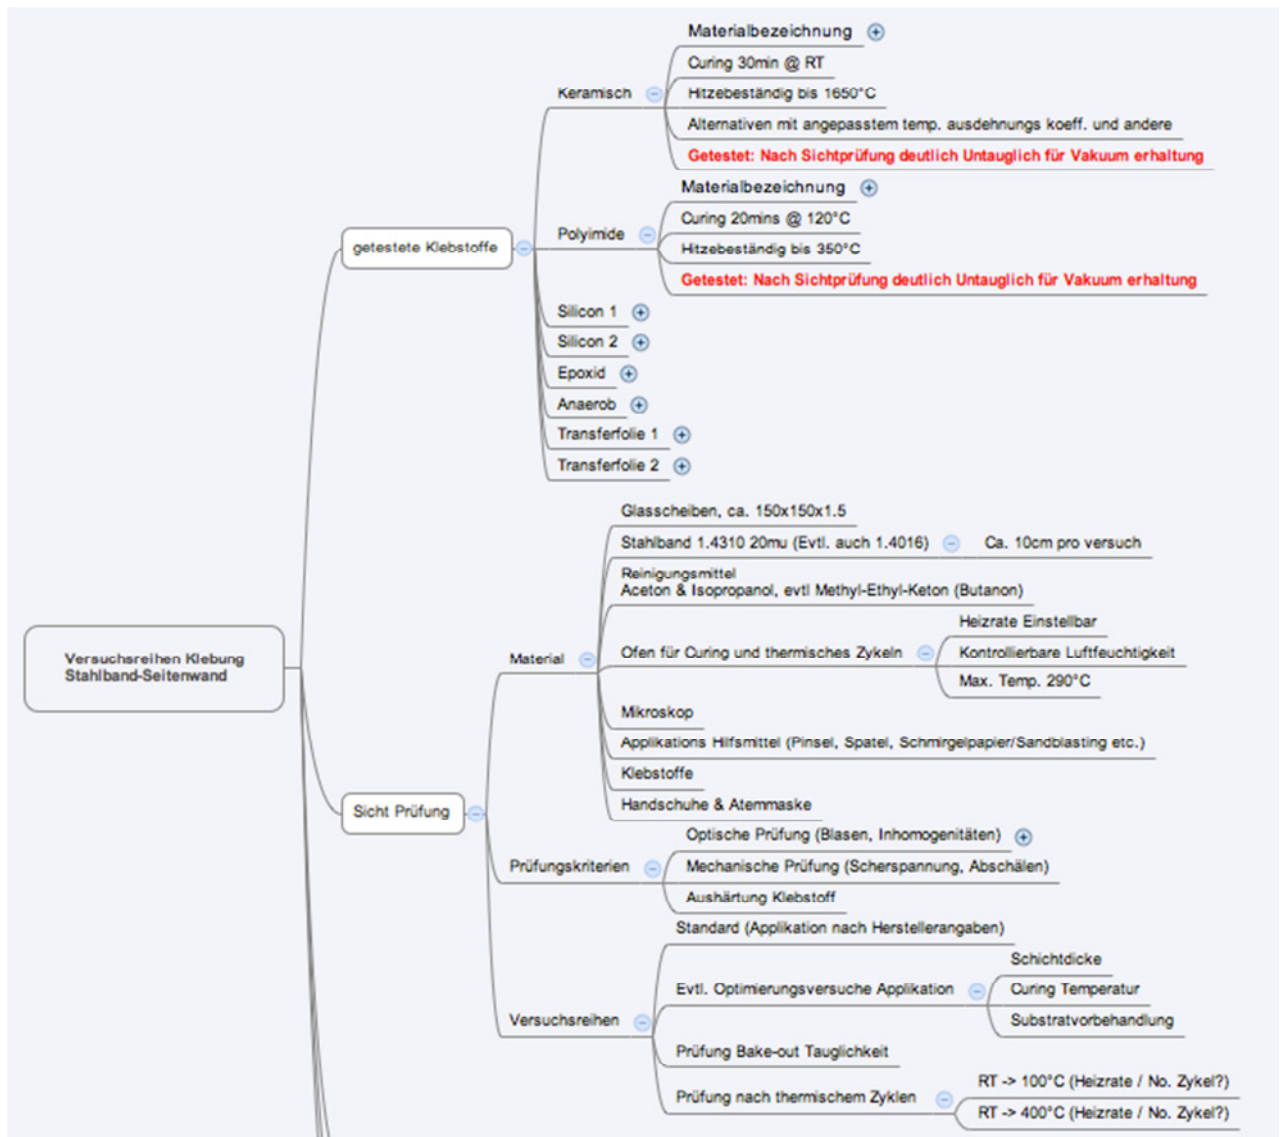 Versuchsreihen Klebung
Stahlband-Seitenwand
getestete Klebstoffe
Keramisch
Materialbezeichnung
Curing 30min @ RT
Hitzebeständig bis 1650°C
Alternativen mit angepasstem temp. ausdehnungs koeff. und andere
Getestet: Nach Sichtprüfung deutlich Untauglich für Vakuum erhaltung
Polyimide
Materialbezeichnung
Curing 20mins @ 120°C
Hitzebeständig bis 350°C
Getestet: Nach Sichtprüfung deutlich Untauglich für Vakuum erhaltung
Silicon 1
Silicon 2
Epoxid
Anaerob
Transferfolie 1
Transferfolie 2
Sicht Prüfung
Material
Glasscheiben, ca. 150x150x1.5
Stahlband 1.4310 20mu (Evtl. auch 1.4016)
Ca. 10cm pro versuch
Reinigungsmittel
Aceton & Isopropanol, evtl Methyl-Ethyl-Keton (Butanon)
Ofen für Curing und thermisches Zykeln
Heizrate Einstellbar
Kontrollierbare Luftfeuchtigkeit
Max. Temp. 290°C
Mikroskop
Applikations Hilfsmittel (Pinsel, Spatel, Schmirgelpapier/Sandblasting etc.)
Klebstoffe
Handschuhe & Atemmaske
Prüfungskriterien
Optische Prüfung (Blasen, Inhomogenitäten)
Mechanische Prüfung (Scherspannung, Abschälen)
Aushärtung Klebstoff
Versuchsreihen
Standard (Applikation nach Herstellerangaben)
Evtl. Optimierungsversuche Applikation
Schichtdicke
Curing Temperatur
Substratvorbehandlung
Prüfung Bake-out Tauglichkeit
Prüfung nach thermischem Zyklen
RT -> 100°C (Heizrate / No. Zykel?)
RT -> 400°C (Heizrate / No. Zykel?)